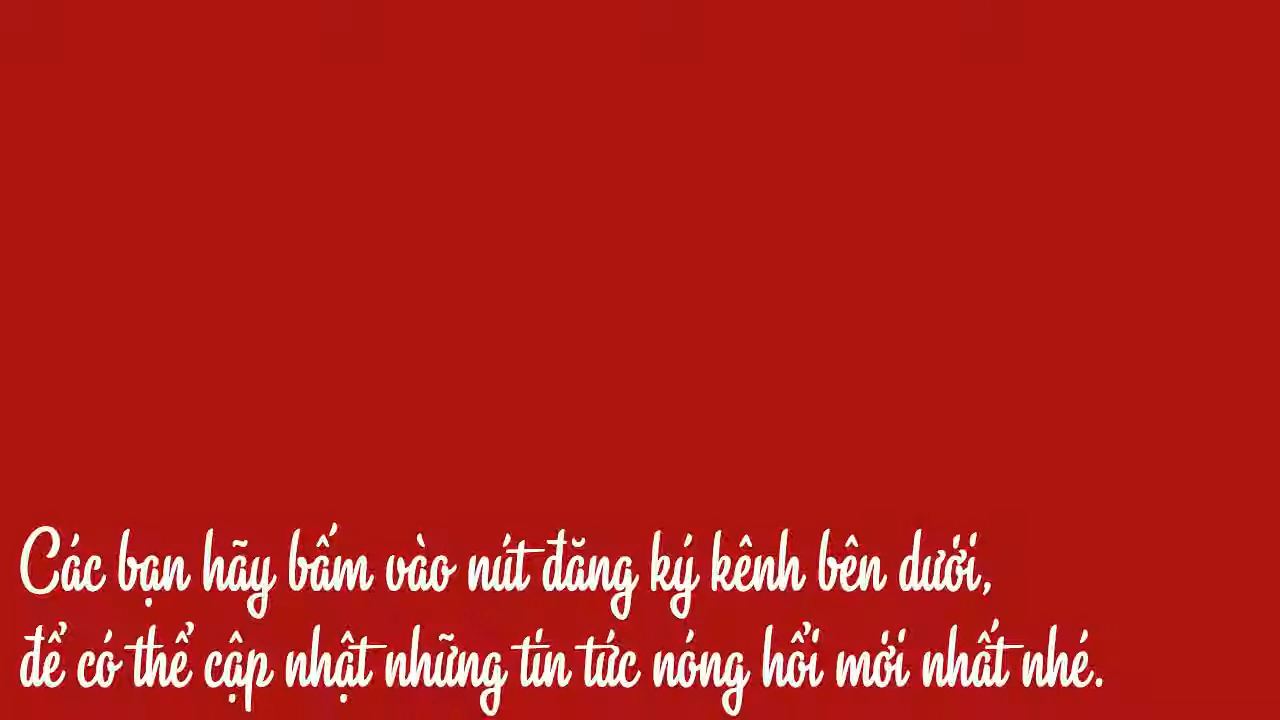 Các bạn hãy bấm vào nút đăng ký kênh bên dưới,
để có thể cập nhật những tin tức nóng hổi mới nhất nhé.